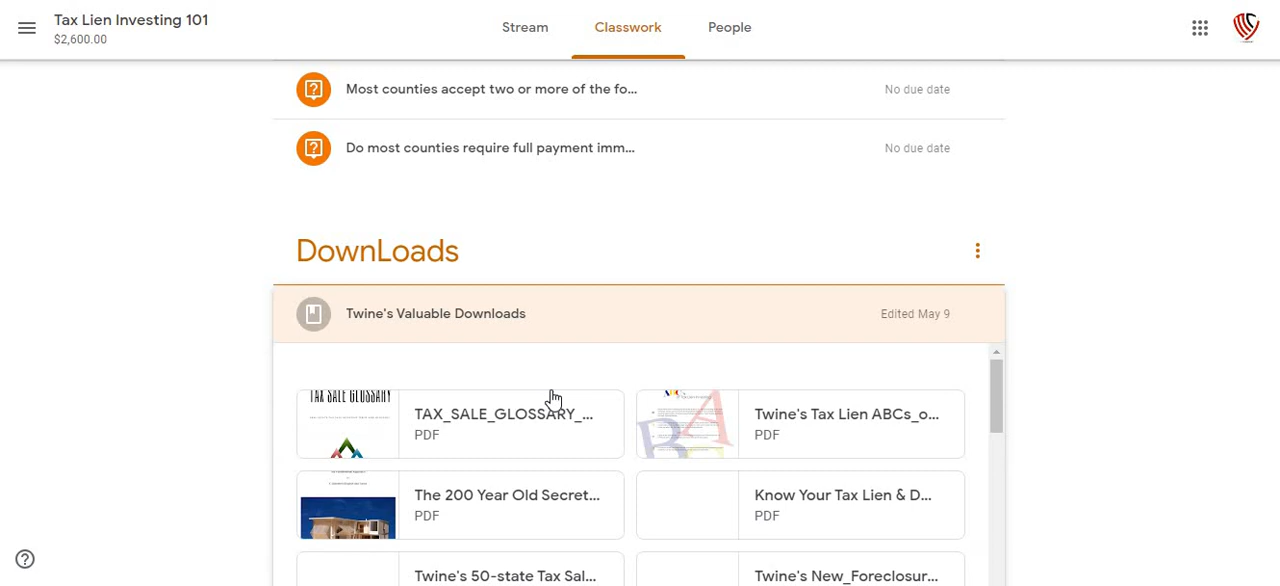 Tax Lien Investing 101
$2,600.00
Stream
Classwork
People
Most counties accept two or more of the fo...
No due date
Do most counties require full payment imm...
No due date
DownLoads
Twine's Valuable Downloads
Edited May 9
TAX SALE GLOSSARY
TAX_SALE_GLOSSARY_...
PDF
Twine's Tax Lien ABCs_o...
PDF
The 200 Year Old Secret...
PDF
Know Your Tax Lien & D...
PDF
Twine's 50-state Tax Sal...
Twine's New_Foreclosur...